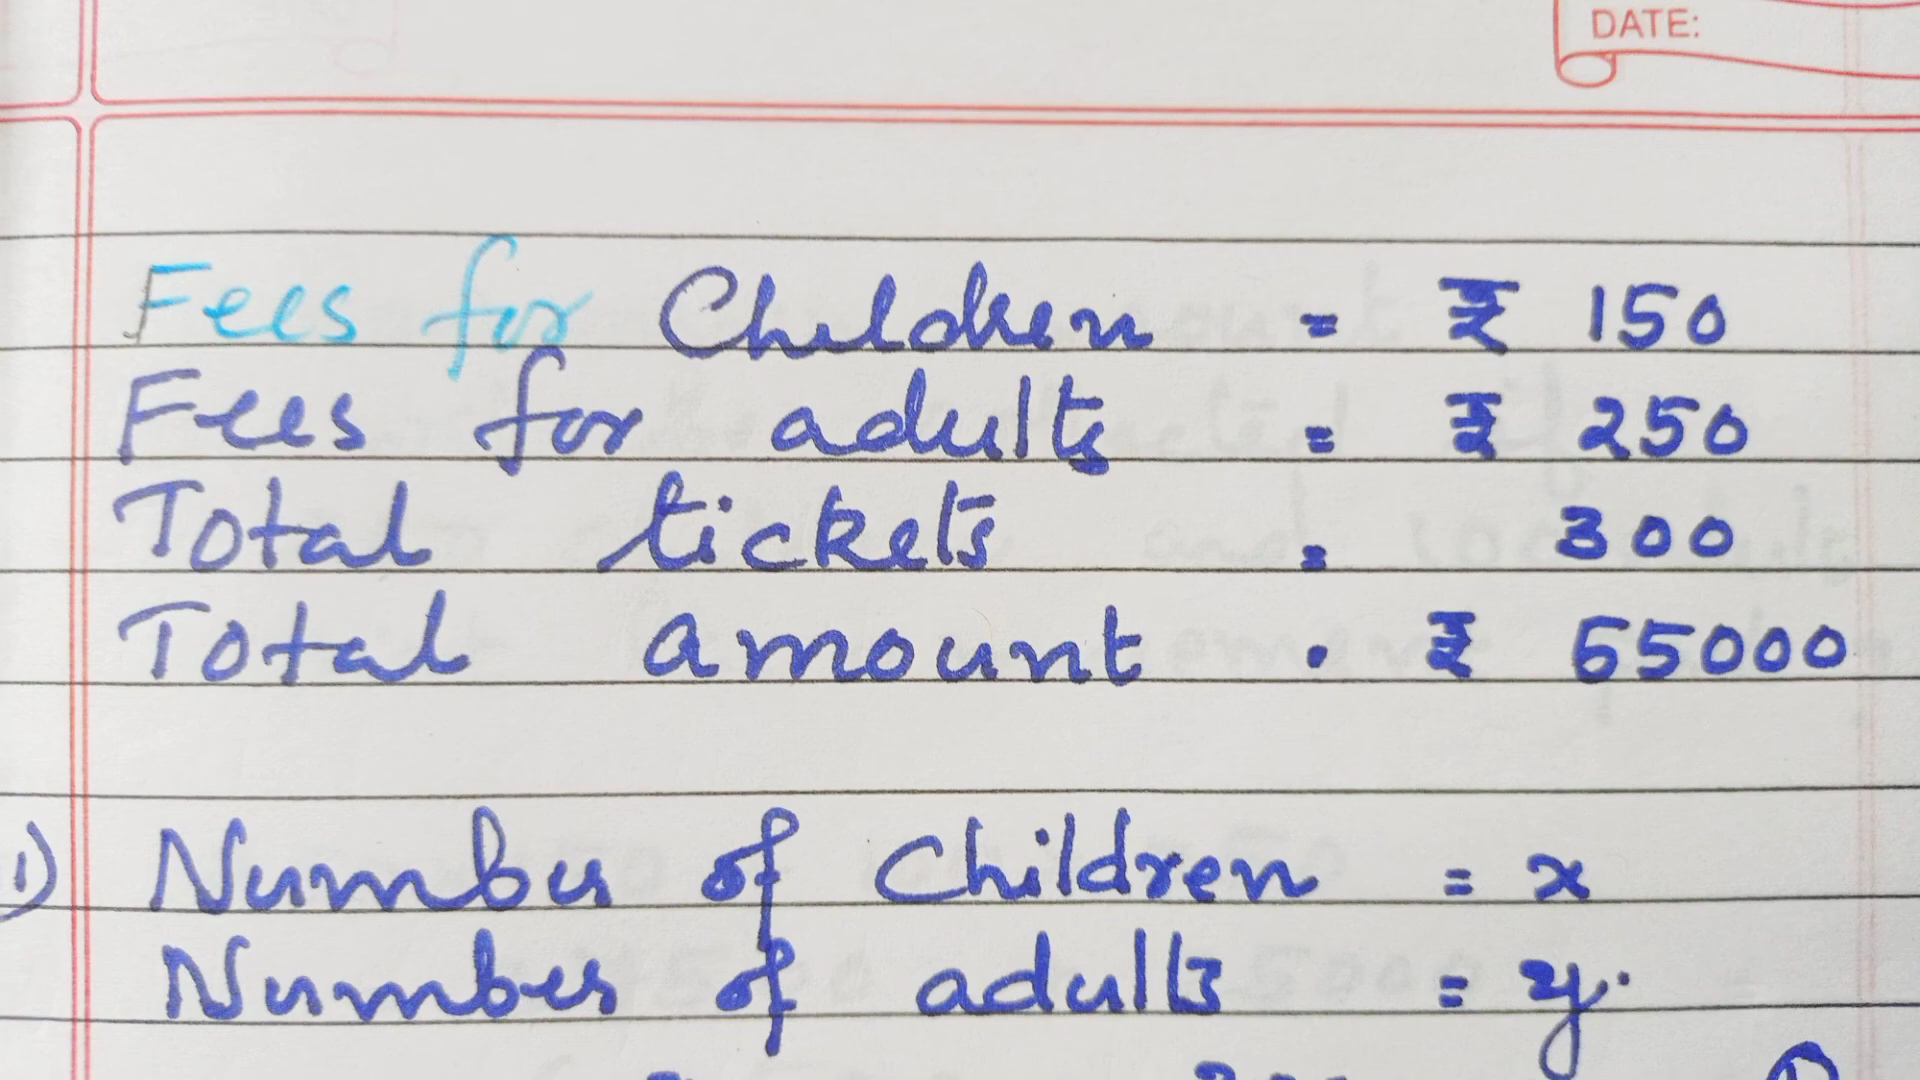 DATE:
Fees for Children = ₹ 150
Fees for adults = ₹ 250
Total tickets = 300
Total amount . ₹ 55000
1) Number of Children = x
Number of adults = y.